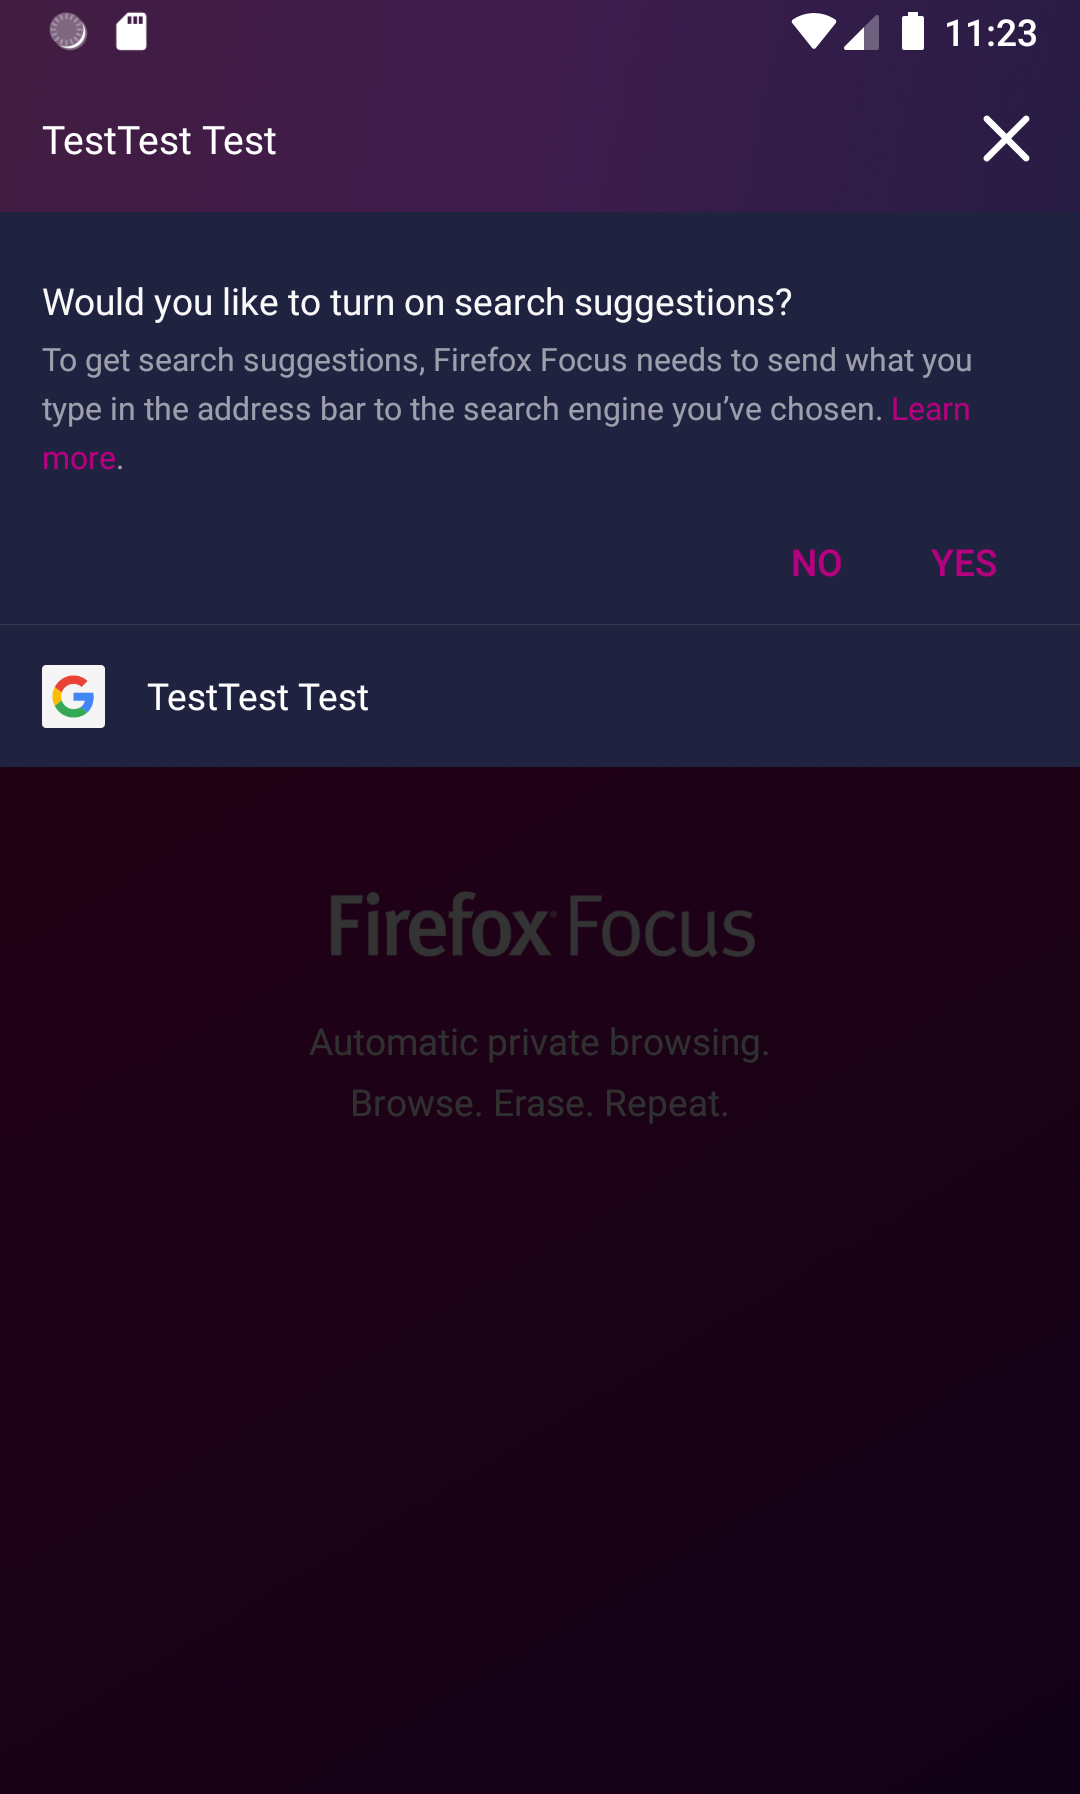 11:23
TestTest Test
Would you like to turn on search suggestions?
To get search suggestions, Firefox Focus needs to send what you
type in the address bar to the search engine you’ve chosen. Learn
more.
NO YES
TestTest Test
Firefox Focus
Automatic private browsing.
Browse. Erase. Repeat.